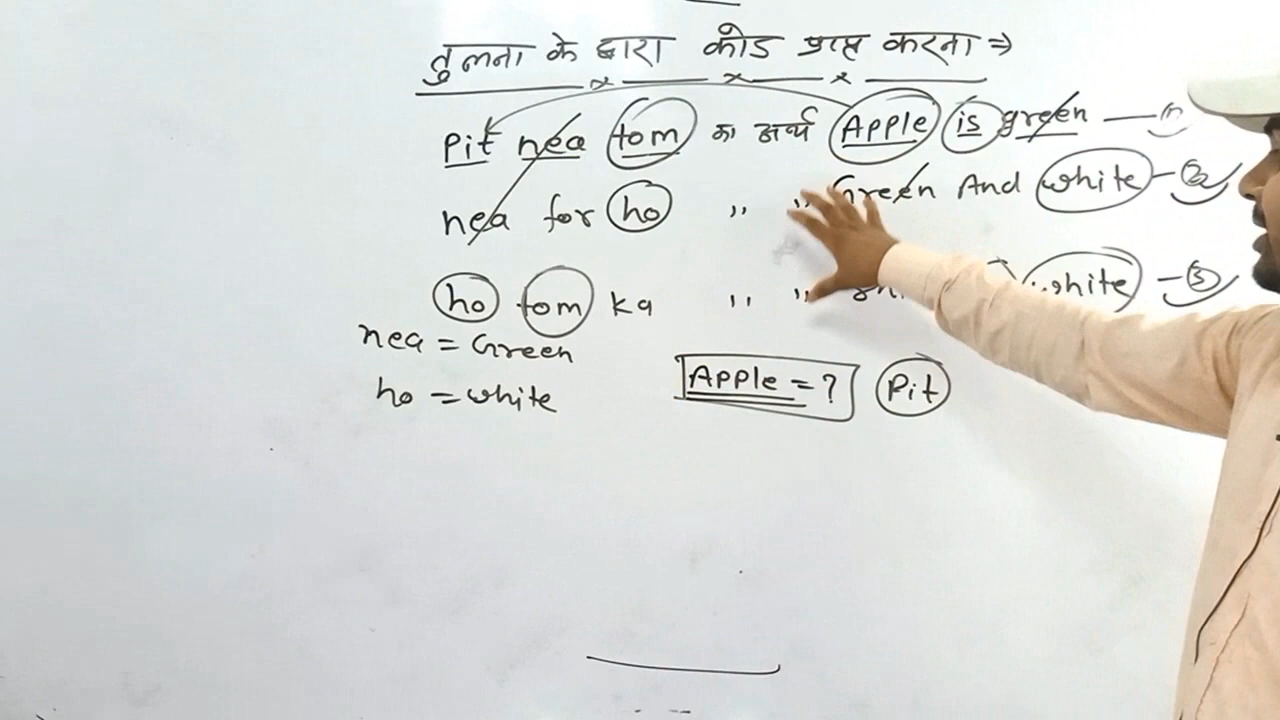 तुलना के द्वारा कोड प्राप्त करना ⇒
Pit nea tom का अर्थ Apple is green —
nea for ho ,, ,, Green And white - ②
ho tom ka ,, ,, white - ③
nea = Green
ho = white
Apple = ? Pit